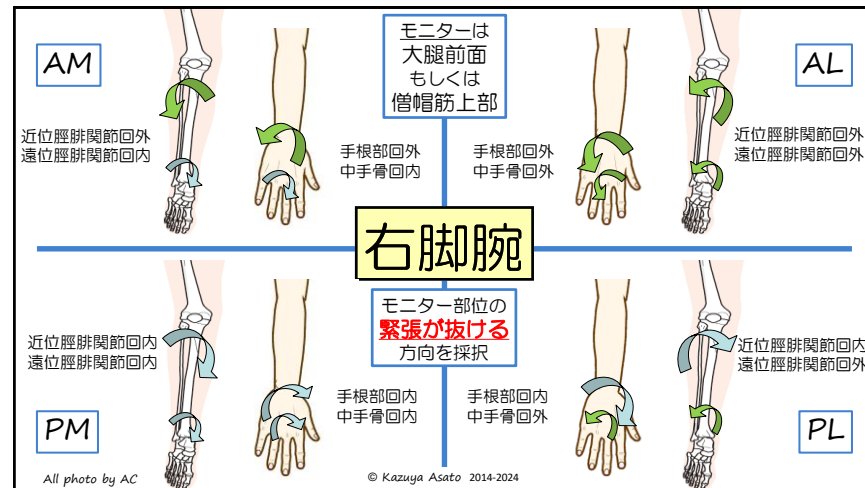 AM
モニターは
大腿前面
もしくは
僧帽筋上部
AL
近位脛腓関節回外
遠位脛腓関節回内
手根部回外
中手骨回内
手根部回外
中手骨回外
近位脛腓関節回外
遠位脛腓関節回外
右脚腕
モニター部位の
緊張が抜ける
方向を採択
近位脛腓関節回内
遠位脛腓関節回内
手根部回内
中手骨回内
手根部回内
中手骨回外
近位脛腓関節回内
遠位脛腓関節回外
PM
PL
All photo by AC
© Kazuya Asato 2014-2024